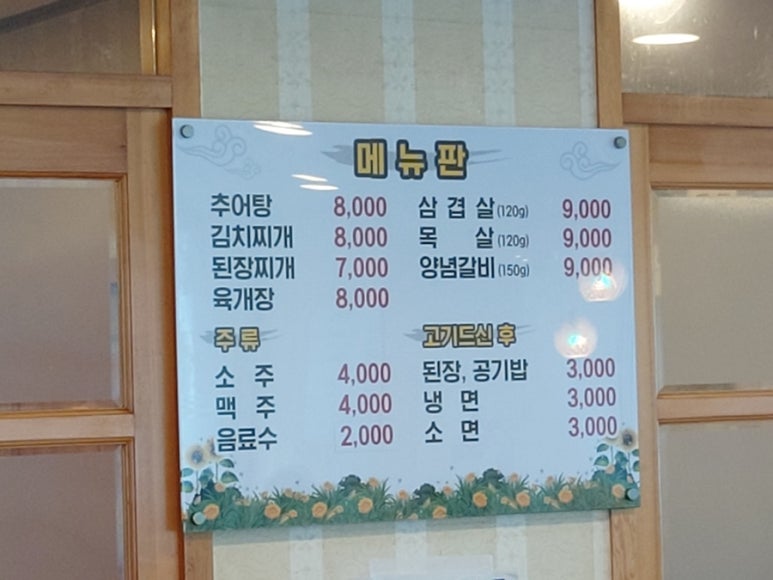 메뉴판
추어탕 8,000
김치찌개 8,000
된장찌개 7,000
육개장 8,000
삼겹살(120g) 9,000
목살(120g) 9,000
양념갈비(150g) 9,000
주류
소주 4,000
맥주 4,000
음료수 2,000
고기드신 후
된장, 공기밥 3,000
냉면 3,000
소면 3,000